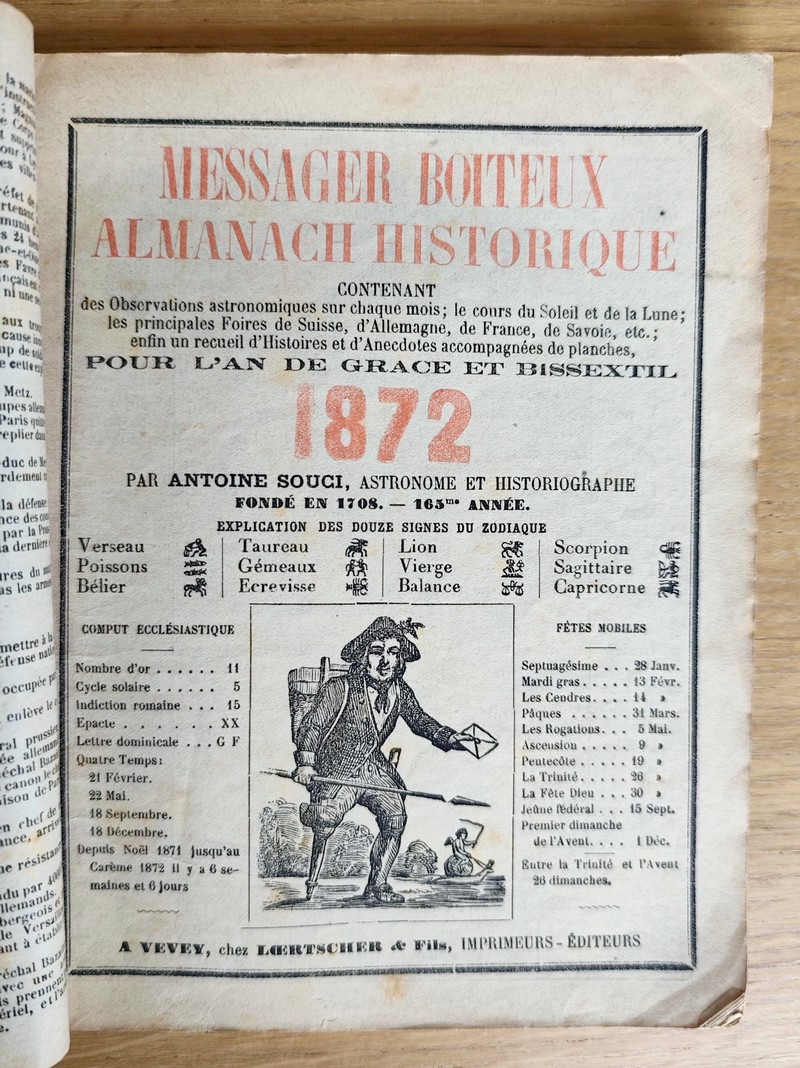 MESSAGER BOITEUX
ALMANACH HISTORIQUE
CONTENANT
des Observations astronomiques sur chaque mois; le cours du Soleil et de la Lune;
les principales Foires de Suisse, d'Allemagne, de France, de Savoie, etc.;
enfin un recueil d'Histoires et d'Anecdotes accompagnées de planches,
POUR L'AN DE GRACE ET BISSEXTIL
1872
PAR ANTOINE SOUCI, ASTRONOME ET HISTORIOGRAPHE
FONDÉ EN 1708. — 165me ANNÉE.
EXPLICATION DES DOUZE SIGNES DU ZODIAQUE
Verseau
Poissons
Bélier
Taureau
Gémeaux
Ecrevisse
Lion
Vierge
Balance
Scorpion
Sagittaire
Capricorne
COMPUT ECCLÉSIASTIQUE
Nombre d'or . . . . . . 11
Cycle solaire . . . . . . 5
Indiction romaine . . . 15
Epacte . . . . . . . XX
Lettre dominicale . . . G F
Quatre Temps:
21 Février.
22 Mai.
18 Septembre.
18 Décembre.
Depuis Noël 1871 jusqu'au
Carême 1872 il y a 6 se-
maines et 6 jours
FÊTES MOBILES
Septuagésime . . . 28 Janv.
Mardi gras . . . . . 13 Févr.
Les Cendres. . . . 14 »
Pâques . . . . . . 31 Mars.
Les Rogations. . . 5 Mai.
Ascension . . . . . 9 »
Pentecôte . . . . . 19 »
La Trinité. . . . . 26 »
La Fête Dieu . . . 30 »
Jeûne fédéral . . . 15 Sept.
Premier dimanche
de l'Avent. . . . 1 Déc.
Entre la Trinité et l'Avent
26 dimanches.
A VEVEY, chez LŒRTSCHER & Fils, IMPRIMEURS-ÉDITEURS